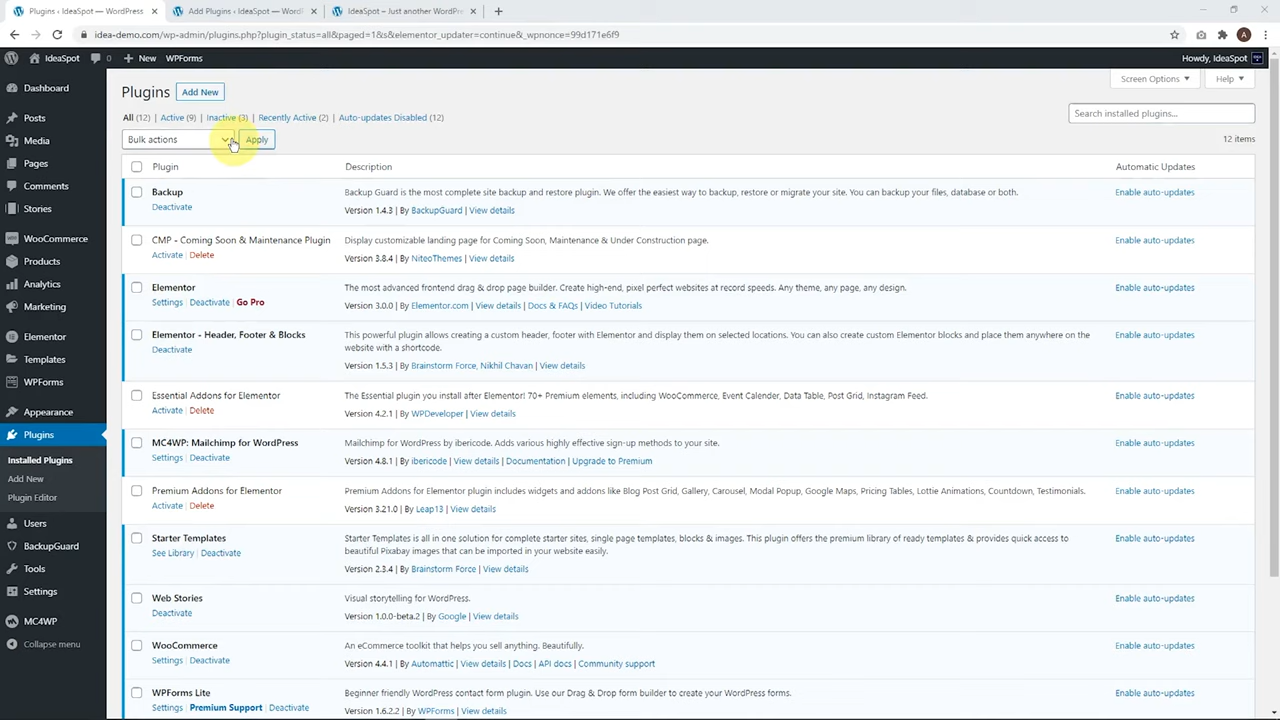 Plugins ‹ IdeaSpot — WordPress
Add Plugins ‹ IdeaSpot — WordP
IdeaSpot – Just another WordPre
idea-demo.com/wp-admin/plugins.php?plugin_status=all&paged=1&s&elementor_updater=continue&_wpnonce=99d171e6f9
A
IdeaSpot 0 New WPForms Howdy, IdeaSpot
Screen Options Help
Plugins Add New
All (12) | Active (9) | Inactive (3) | Recently Active (2) | Auto-updates Disabled (12)
Search installed plugins...
Bulk actions Apply
12 items
Plugin Description Automatic Updates
Backup Backup Guard is the most complete site backup and restore plugin. We offer the easiest way to backup, restore or migrate your site. You can backup your files, database or both. Enable auto-updates
Deactivate Version 1.4.3 | By BackupGuard | View details
CMP - Coming Soon & Maintenance Plugin Display customizable landing page for Coming Soon, Maintenance & Under Construction page. Enable auto-updates
Activate | Delete Version 3.8.4 | By NiteoThemes | View details
Elementor The most advanced frontend drag & drop page builder. Create high-end, pixel perfect websites at record speeds. Any theme, any page, any design. Enable auto-updates
Settings | Deactivate | Go Pro Version 3.0.0 | By Elementor.com | View details | Docs & FAQs | Video Tutorials
Elementor - Header, Footer & Blocks This powerful plugin allows creating a custom header, footer with Elementor and display them on selected locations. You can also create custom Elementor blocks and place them anywhere on the Enable auto-updates
Deactivate website with a shortcode.
Version 1.5.3 | By Brainstorm Force, Nikhil Chavan | View details
Essential Addons for Elementor The Essential plugin you install after Elementor! 70+ Premium elements, including WooCommerce, Event Calender, Data Table, Post Grid, Instagram Feed. Enable auto-updates
Activate | Delete Version 4.2.1 | By WPDeveloper | View details
MC4WP: Mailchimp for WordPress Mailchimp for WordPress by ibericode. Adds various highly effective sign-up methods to your site. Enable auto-updates
Settings | Deactivate Version 4.8.1 | By ibericode | View details | Documentation | Upgrade to Premium
Premium Addons for Elementor Premium Addons for Elementor plugin includes widgets and addons like Blog Post Grid, Gallery, Carousel, Modal Popup, Google Maps, Pricing Tables, Lottie Animations, Countdown, Testimonials. Enable auto-updates
Activate | Delete Version 3.21.0 | By Leap13 | View details
Starter Templates Starter Templates is all in one solution for complete starter sites, single page templates, blocks & images. This plugin offers the premium library of ready templates & provides quick access to Enable auto-updates
See Library | Deactivate beautiful Pixabay images that can be imported in your website easily.
Version 2.3.4 | By Brainstorm Force | View details
Web Stories Visual storytelling for WordPress. Enable auto-updates
Deactivate Version 1.0.0-beta.2 | By Google | View details
WooCommerce An eCommerce toolkit that helps you sell anything. Beautifully. Enable auto-updates
Settings | Deactivate Version 4.4.1 | By Automattic | View details | Docs | API docs | Community support
WPForms Lite Beginner friendly WordPress contact form plugin. Use our Drag & Drop form builder to create your WordPress forms. Enable auto-updates
Settings | Premium Support | Deactivate Version 1.6.2.2 | By WPForms | View details
Dashboard
Posts
Media
Pages
Comments
Stories
WooCommerce
Products
Analytics
Marketing
Elementor
Templates
WPForms
Appearance
Plugins
Installed Plugins
Add New
Plugin Editor
Users
BackupGuard
Tools
Settings
MC4WP
Collapse menu